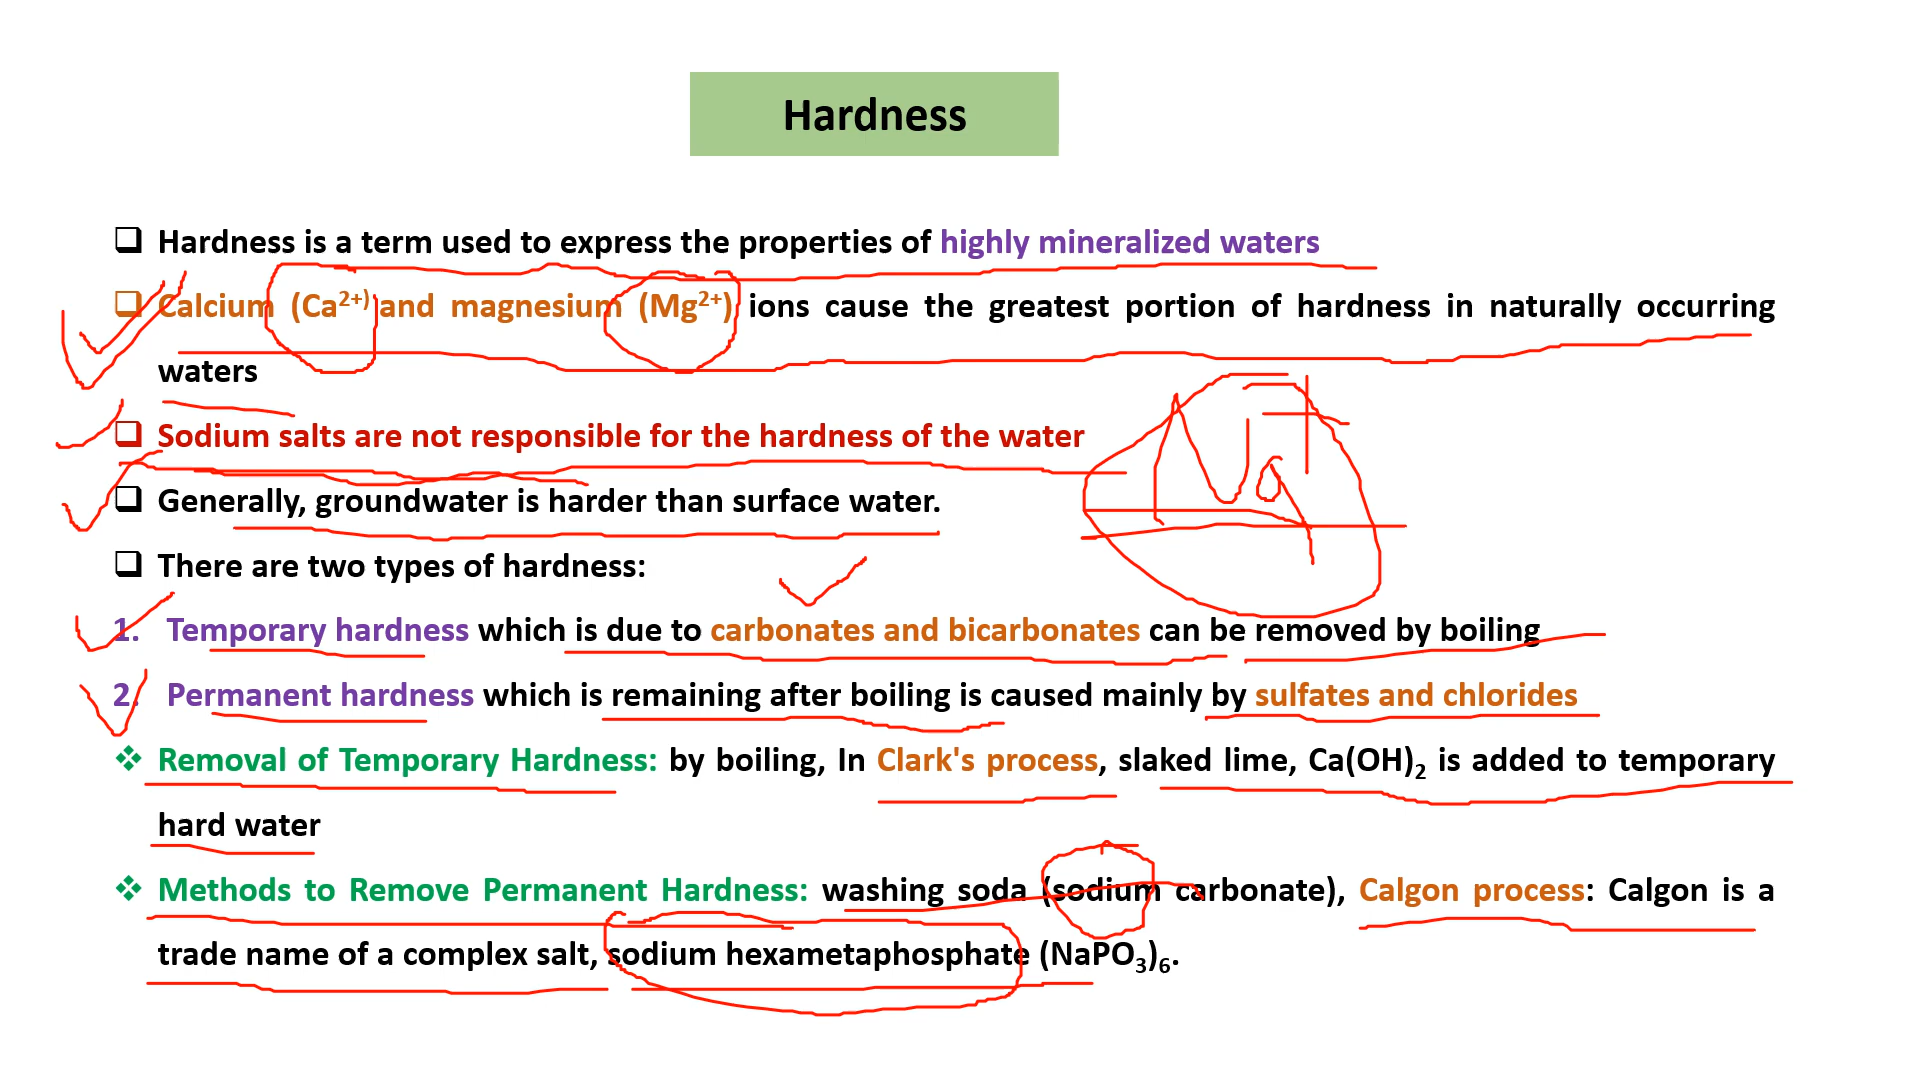 Hardness
Hardness is a term used to express the properties of highly mineralized waters
Calcium (Ca²⁺⁾ and magnesium (Mg²⁺) ions cause the greatest portion of hardness in naturally occurring
waters
Sodium salts are not responsible for the hardness of the water
Generally, groundwater is harder than surface water.
There are two types of hardness:
1. Temporary hardness which is due to carbonates and bicarbonates can be removed by boiling
2. Permanent hardness which is remaining after boiling is caused mainly by sulfates and chlorides
Removal of Temporary Hardness: by boiling, In Clark's process, slaked lime, Ca(OH)₂ is added to temporary
hard water
Methods to Remove Permanent Hardness: washing soda (sodium carbonate), Calgon process: Calgon is a
trade name of a complex salt, sodium hexametaphosphate (NaPO₃)₆.